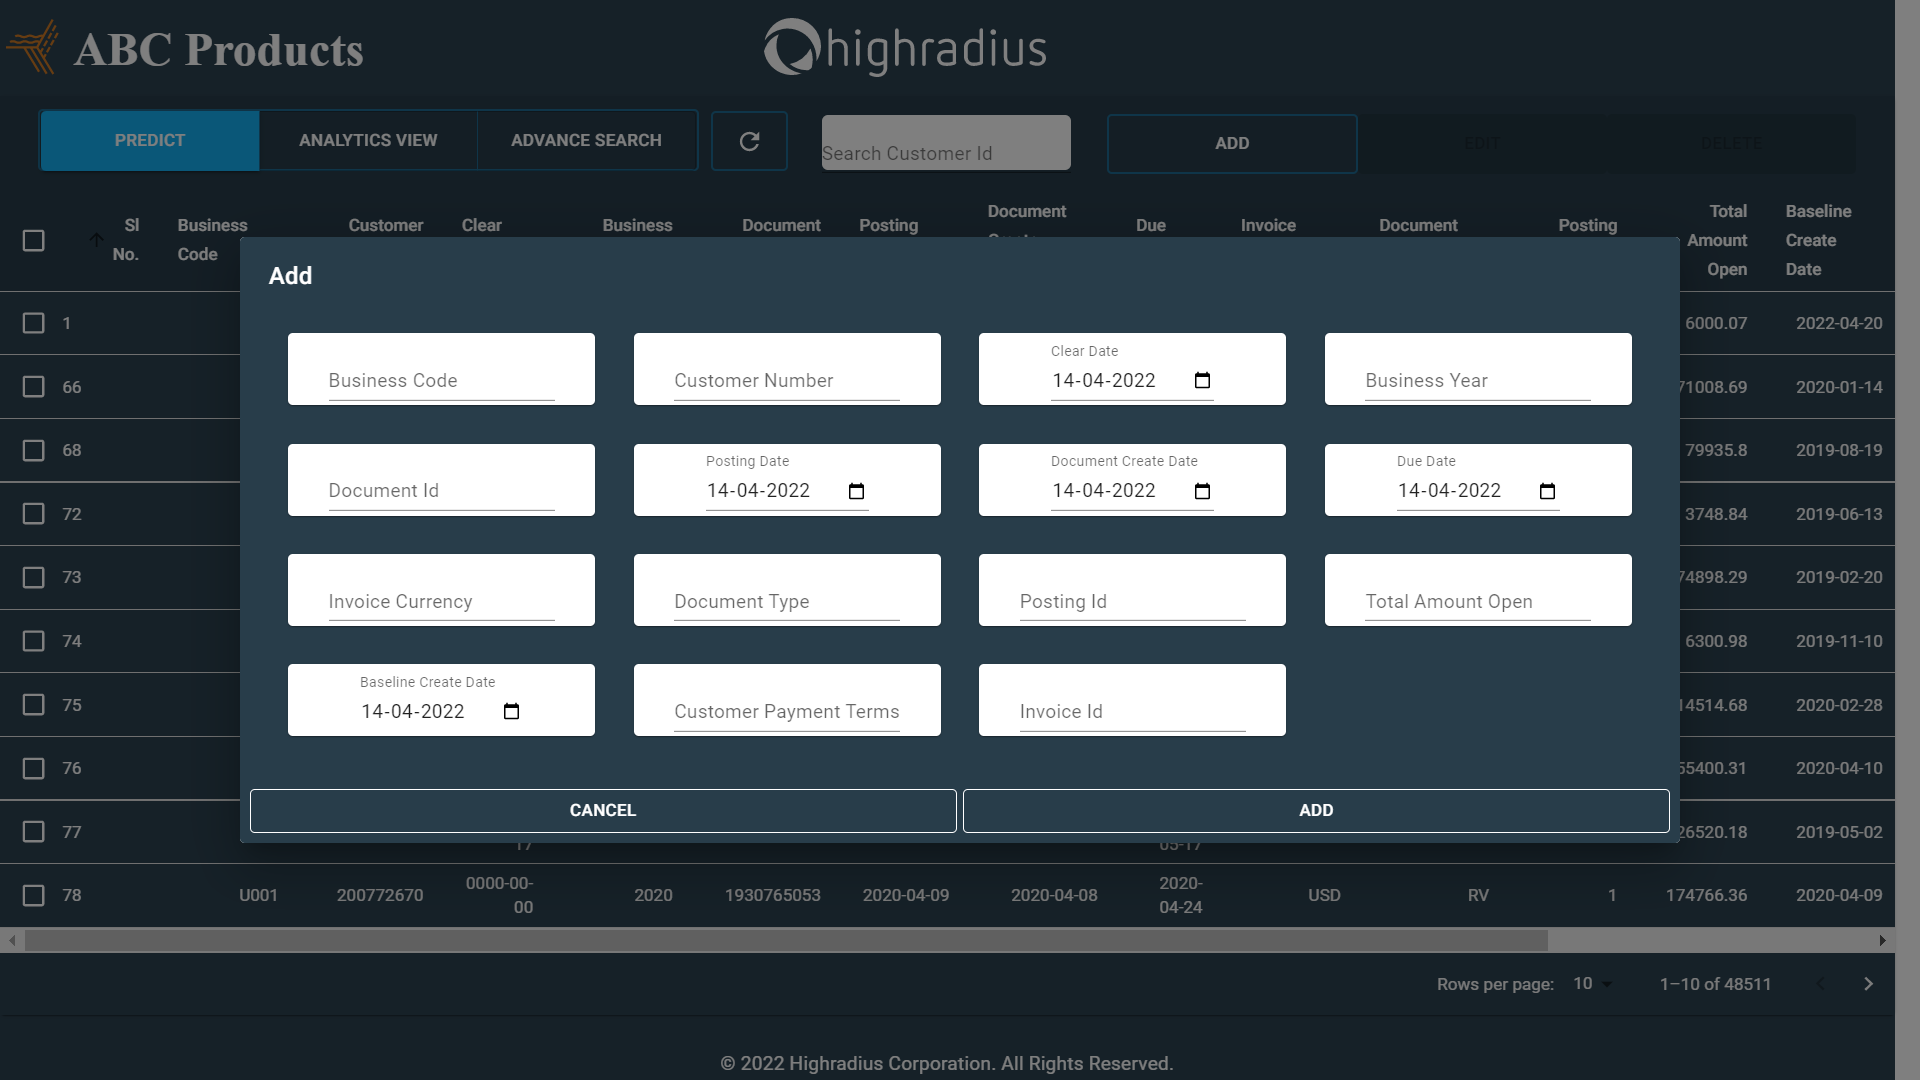 ABC Products
highradius
PREDICT
ANALYTICS VIEW
ADVANCE SEARCH
Search Customer Id
ADD
EDIT
DELETE
Sl No.
Business Code
Customer
Clear
Business
Document
Posting
Document
Due
Invoice
Document
Posting
Total Amount Open
Baseline Create Date
Add
Business Code
Customer Number
Clear Date
14-04-2022
Business Year
Document Id
Posting Date
14-04-2022
Document Create Date
14-04-2022
Due Date
14-04-2022
Invoice Currency
Document Type
Posting Id
Total Amount Open
Baseline Create Date
14-04-2022
Customer Payment Terms
Invoice Id
CANCEL
ADD
1 6000.07 2022-04-20
66 71008.69 2020-01-14
68 79935.8 2019-08-19
72 3748.84 2019-06-13
73 74898.29 2019-02-20
74 6300.98 2019-11-10
75 14514.68 2020-02-28
76 55400.31 2020-04-10
77 17 05-17 26520.18 2019-05-02
78 U001 200772670 0000-00-00 2020 1930765053 2020-04-09 2020-04-08 2020-04-24 USD RV 1 174766.36 2020-04-09
Rows per page: 10 1–10 of 48511
© 2022 Highradius Corporation. All Rights Reserved.